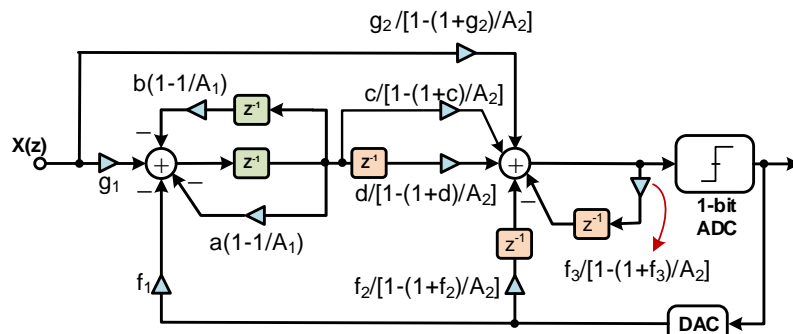 g2/[1-(1+g2)/A2]
b(1-1/A1)
z-1
c/[1-(1+c)/A2]
X(z)
g1
z-1
z-1
d/[1-(1+d)/A2]
a(1-1/A1)
z-1
z-1
1-bit
ADC
f1
f2/[1-(1+f2)/A2]
f3/[1-(1+f3)/A2]
DAC